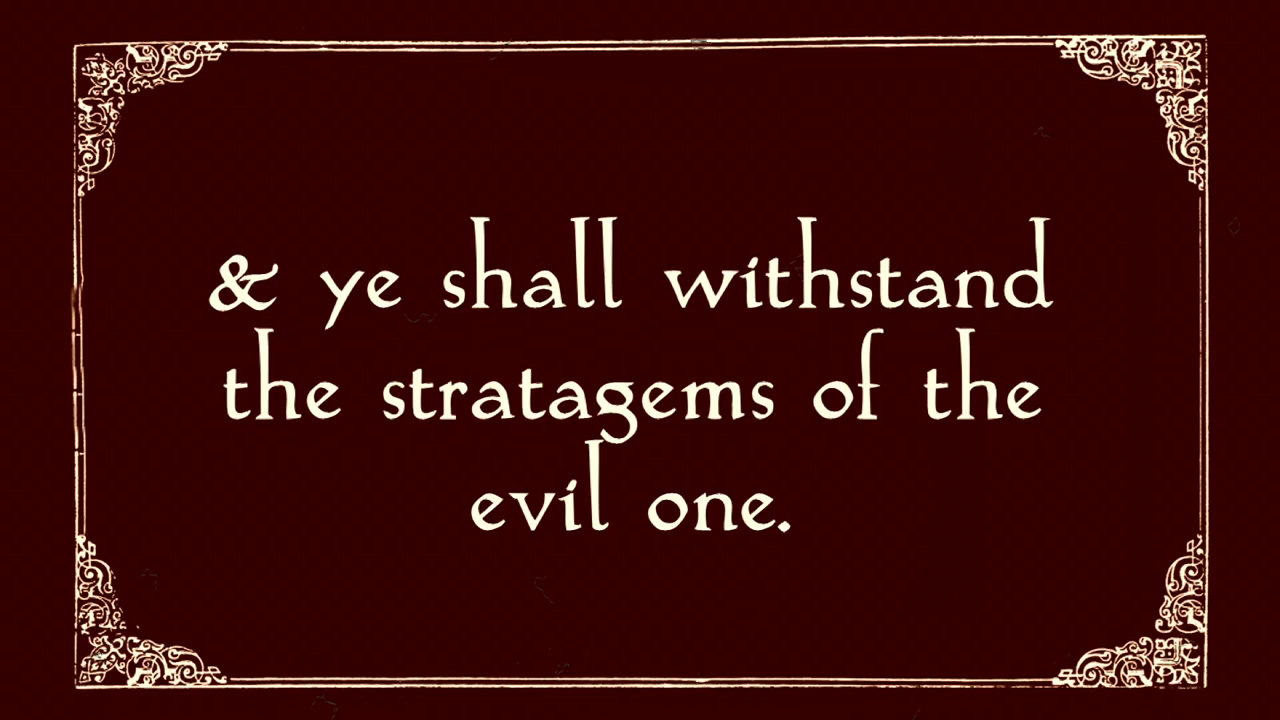 & ye shall withstand
the stratagems of the
evil one.